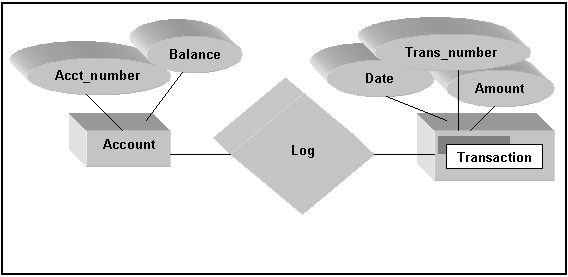 Balance
Trans_number
Acct_number
Date
Amount
Account
Log
Transaction